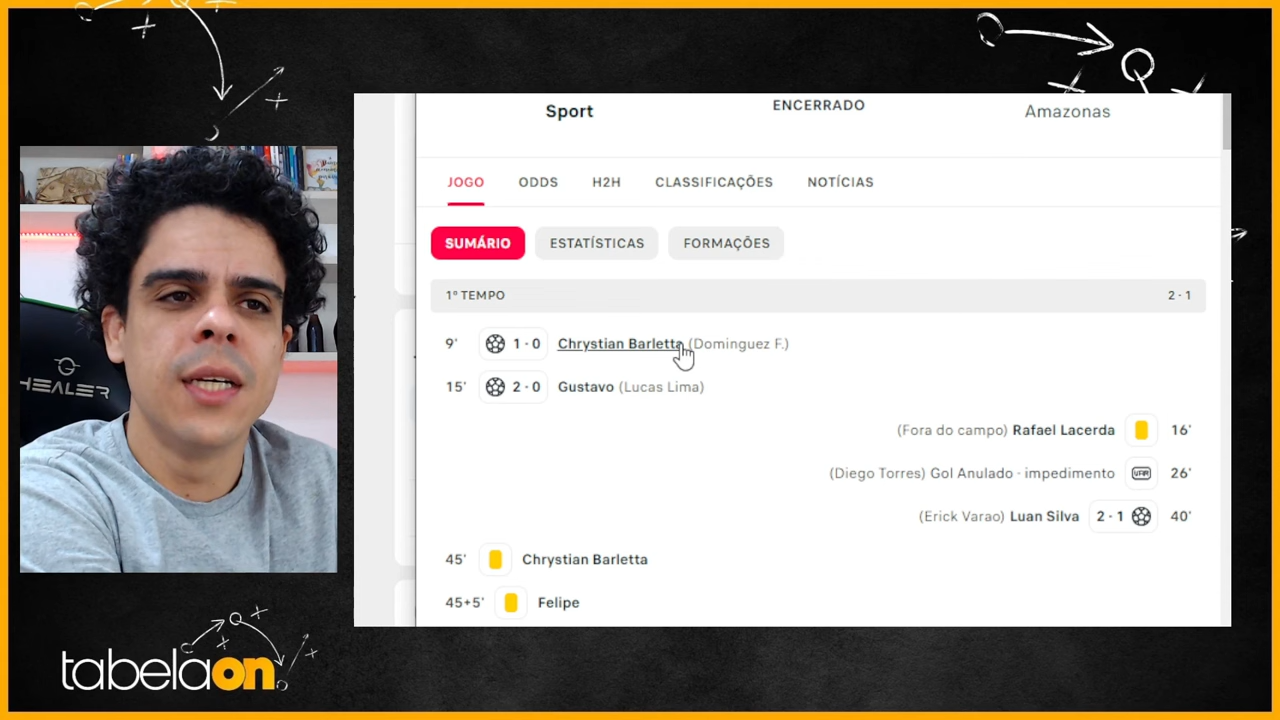 Sport
ENCERRADO
Amazonas
JOGO ODDS H2H CLASSIFICAÇÕES NOTÍCIAS
SUMÁRIO ESTATÍSTICAS FORMAÇÕES
1º TEMPO 2 - 1
9' 1 - 0 Chrystian Barletta (Dominguez F.)
15' 2 - 0 Gustavo (Lucas Lima)
(Fora do campo) Rafael Lacerda 16'
(Diego Torres) Gol Anulado - impedimento VAR 26'
(Erick Varao) Luan Silva 2 - 1 40'
45' Chrystian Barletta
45+5' Felipe
HEALER
tabelaon